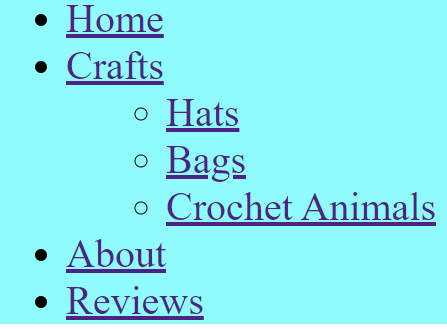 Home
Crafts
Hats
Bags
Crochet Animals
About
Reviews